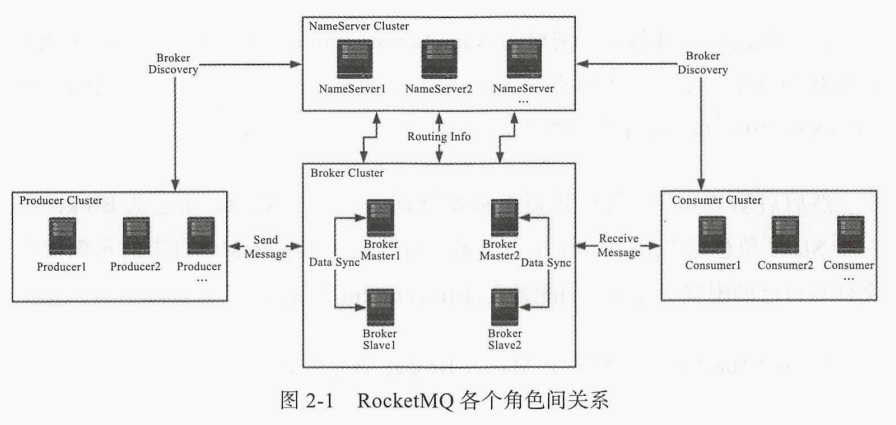 NameServer Cluster
NameServer1
NameServer2
NameServer
...
Broker
Discovery
Broker
Discovery
Routing Info
Producer Cluster
Producer1
Producer2
Producer
...
Send
Message
Broker Cluster
Broker
Master1
Broker
Master2
Data Sync
Data Sync
Broker
Slave1
Broker
Slave2
Receive
Message
Consumer Cluster
Consumer1
Consumer2
Consumer
...
图 2-1 RocketMQ 各个角色间关系